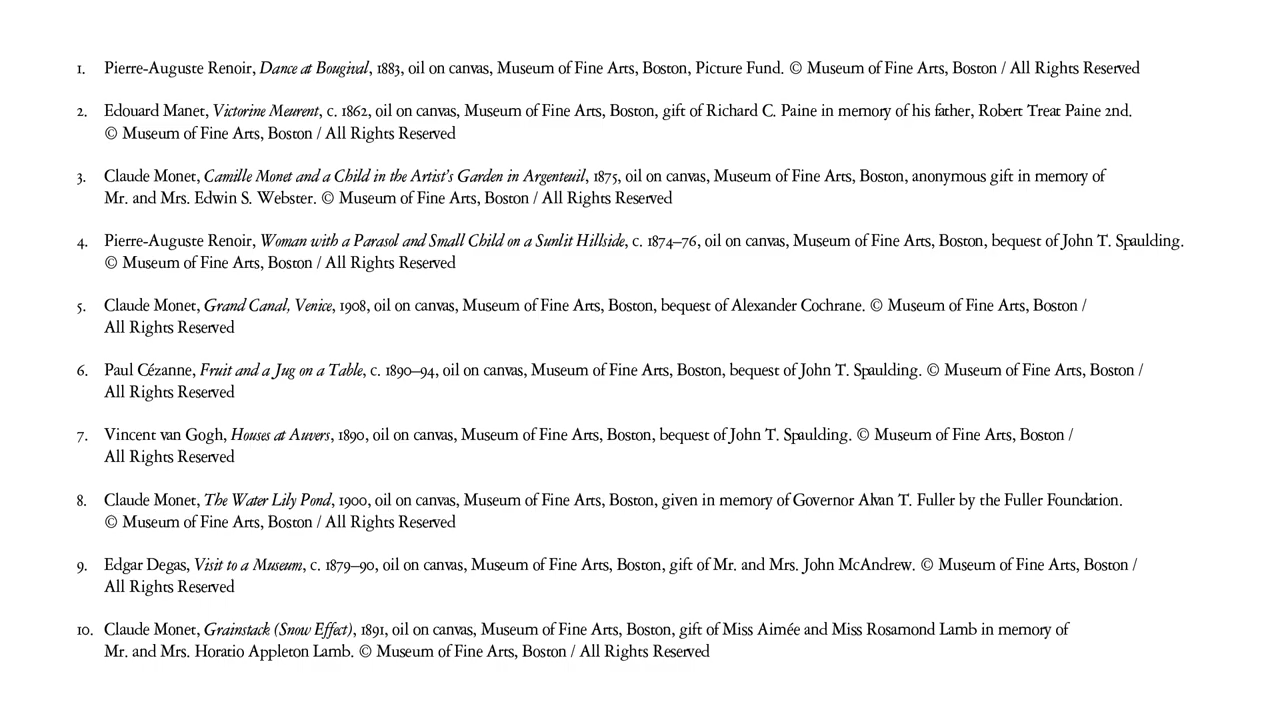 1. Pierre-Auguste Renoir, Dance at Bougival, 1883, oil on canvas, Museum of Fine Arts, Boston, Picture Fund. © Museum of Fine Arts, Boston / All Rights Reserved
2. Edouard Manet, Victorine Meurent, c. 1862, oil on canvas, Museum of Fine Arts, Boston, gift of Richard C. Paine in memory of his father, Robert Treat Paine 2nd.
© Museum of Fine Arts, Boston / All Rights Reserved
3. Claude Monet, Camille Monet and a Child in the Artist's Garden in Argenteuil, 1875, oil on canvas, Museum of Fine Arts, Boston, anonymous gift in memory of
Mr. and Mrs. Edwin S. Webster. © Museum of Fine Arts, Boston / All Rights Reserved
4. Pierre-Auguste Renoir, Woman with a Parasol and Small Child on a Sunlit Hillside, c. 1874–76, oil on canvas, Museum of Fine Arts, Boston, bequest of John T. Spaulding.
© Museum of Fine Arts, Boston / All Rights Reserved
5. Claude Monet, Grand Canal, Venice, 1908, oil on canvas, Museum of Fine Arts, Boston, bequest of Alexander Cochrane. © Museum of Fine Arts, Boston /
All Rights Reserved
6. Paul Cézanne, Fruit and a Jug on a Table, c. 1890–94, oil on canvas, Museum of Fine Arts, Boston, bequest of John T. Spaulding. © Museum of Fine Arts, Boston /
All Rights Reserved
7. Vincent van Gogh, Houses at Auvers, 1890, oil on canvas, Museum of Fine Arts, Boston, bequest of John T. Spaulding. © Museum of Fine Arts, Boston /
All Rights Reserved
8. Claude Monet, The Water Lily Pond, 1900, oil on canvas, Museum of Fine Arts, Boston, given in memory of Governor Alvan T. Fuller by the Fuller Foundation.
© Museum of Fine Arts, Boston / All Rights Reserved
9. Edgar Degas, Visit to a Museum, c. 1879–90, oil on canvas, Museum of Fine Arts, Boston, gift of Mr. and Mrs. John McAndrew. © Museum of Fine Arts, Boston /
All Rights Reserved
10. Claude Monet, Grainstack (Snow Effect), 1891, oil on canvas, Museum of Fine Arts, Boston, gift of Miss Aimée and Miss Rosamond Lamb in memory of
Mr. and Mrs. Horatio Appleton Lamb. © Museum of Fine Arts, Boston / All Rights Reserved